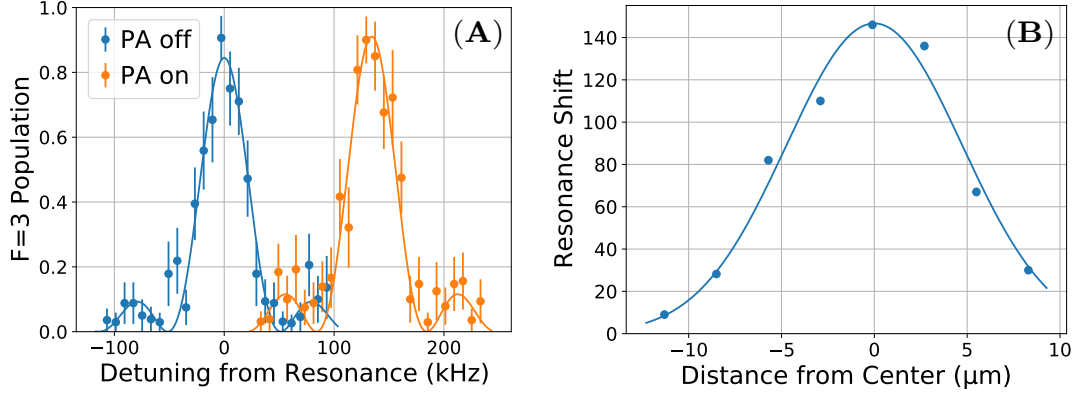 (A)
PA off
PA on
1.0
0.8
0.6
0.4
0.2
0.0
F=3 Population
−100
0
100
200
Detuning from Resonance (kHz)
(B)
140
120
100
80
60
40
20
0
Resonance Shift
−10
−5
0
5
10
Distance from Center (μm)